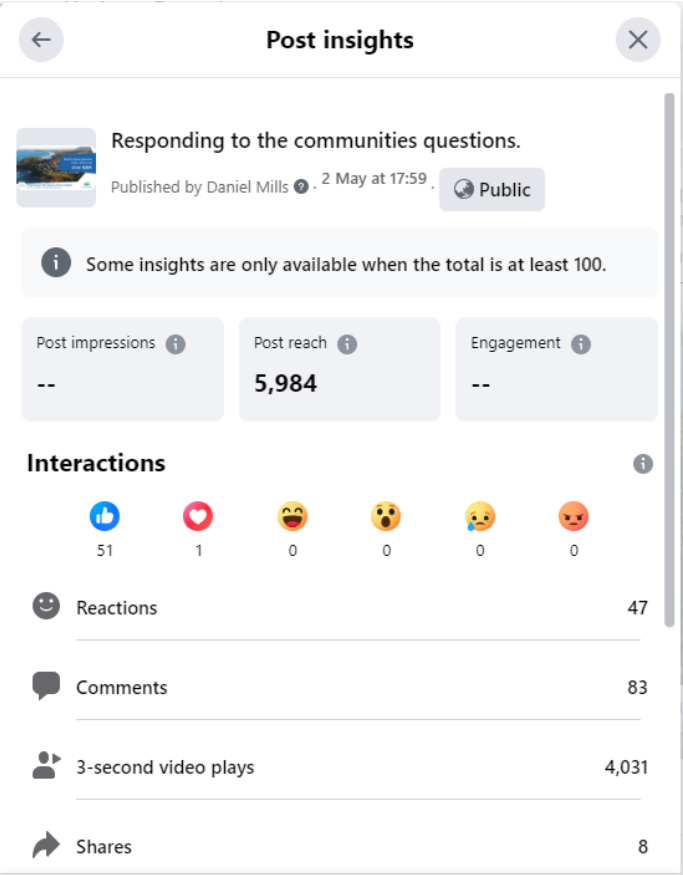 Post insights
Responding to the communities questions.
Published by Daniel Mills · 2 May at 17:59 · Public
Some insights are only available when the total is at least 100.
Post impressions Post reach Engagement
-- 5,984 --
Interactions
51 1 0 0 0 0
Reactions 47
Comments 83
3-second video plays 4,031
Shares 8